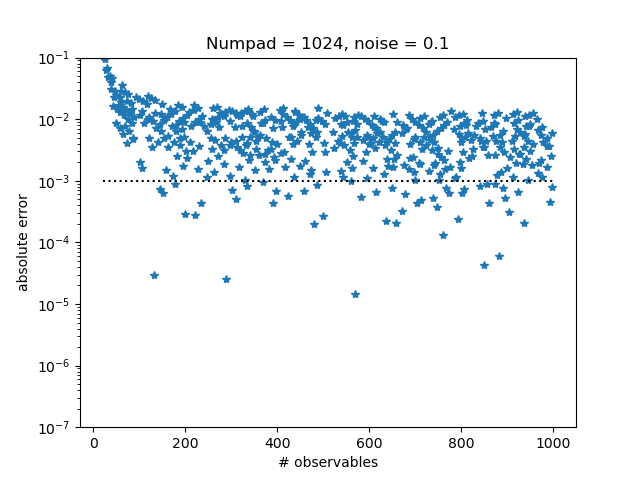 Numpad = 1024, noise = 0.1
10⁻¹
10⁻²
10⁻³
10⁻⁴
10⁻⁵
10⁻⁶
10⁻⁷
absolute error
0 200 400 600 800 1000
# observables